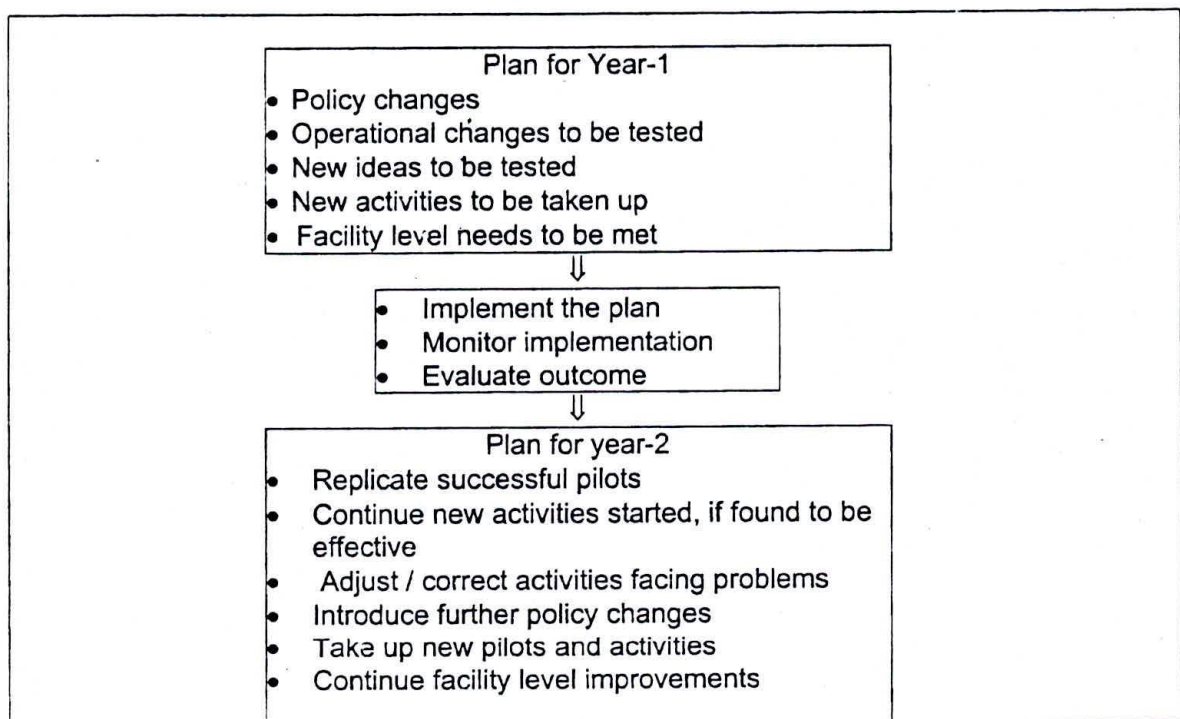 Plan for Year-1
• Policy changes
• Operational changes to be tested
• New ideas to be tested
• New activities to be taken up
• Facility level needs to be met
⇓
• Implement the plan
• Monitor implementation
• Evaluate outcome
⇓
Plan for year-2
• Replicate successful pilots
• Continue new activities started, if found to be
effective
• Adjust / correct activities facing problems
• Introduce further policy changes
• Take up new pilots and activities
• Continue facility level improvements